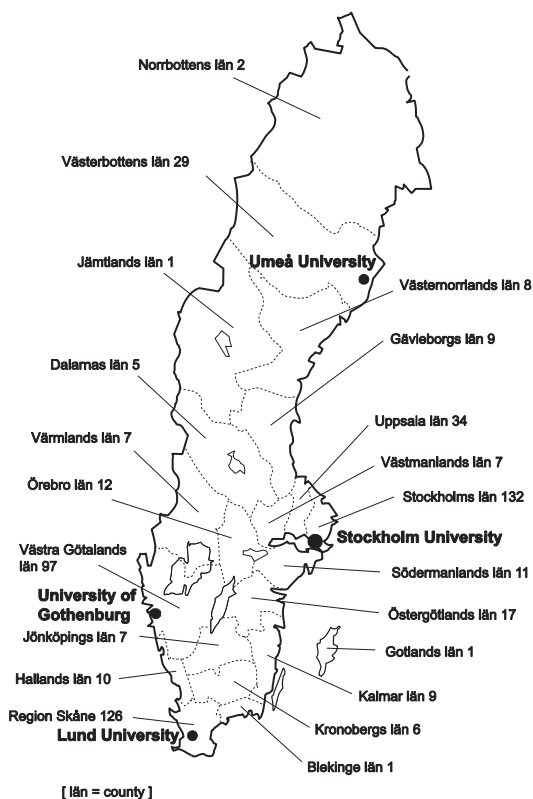 Norrbottens län 2
Västerbottens län 29
Umeå University
Jämtlands län 1
Västernorrlands län 8
Gävleborgs län 9
Dalarnas län 5
Uppsala län 34
Värmlands län 7
Västmanlands län 7
Örebro län 12
Stockholms län 132
Stockholm University
Västra Götalands
län 97
Södermanlands län 11
University of
Gothenburg
Östergötlands län 17
Jönköpings län 7
Gotlands län 1
Hallands län 10
Kalmar län 9
Region Skåne 126
Kronobergs län 6
Lund University
Blekinge län 1
[ län = county ]